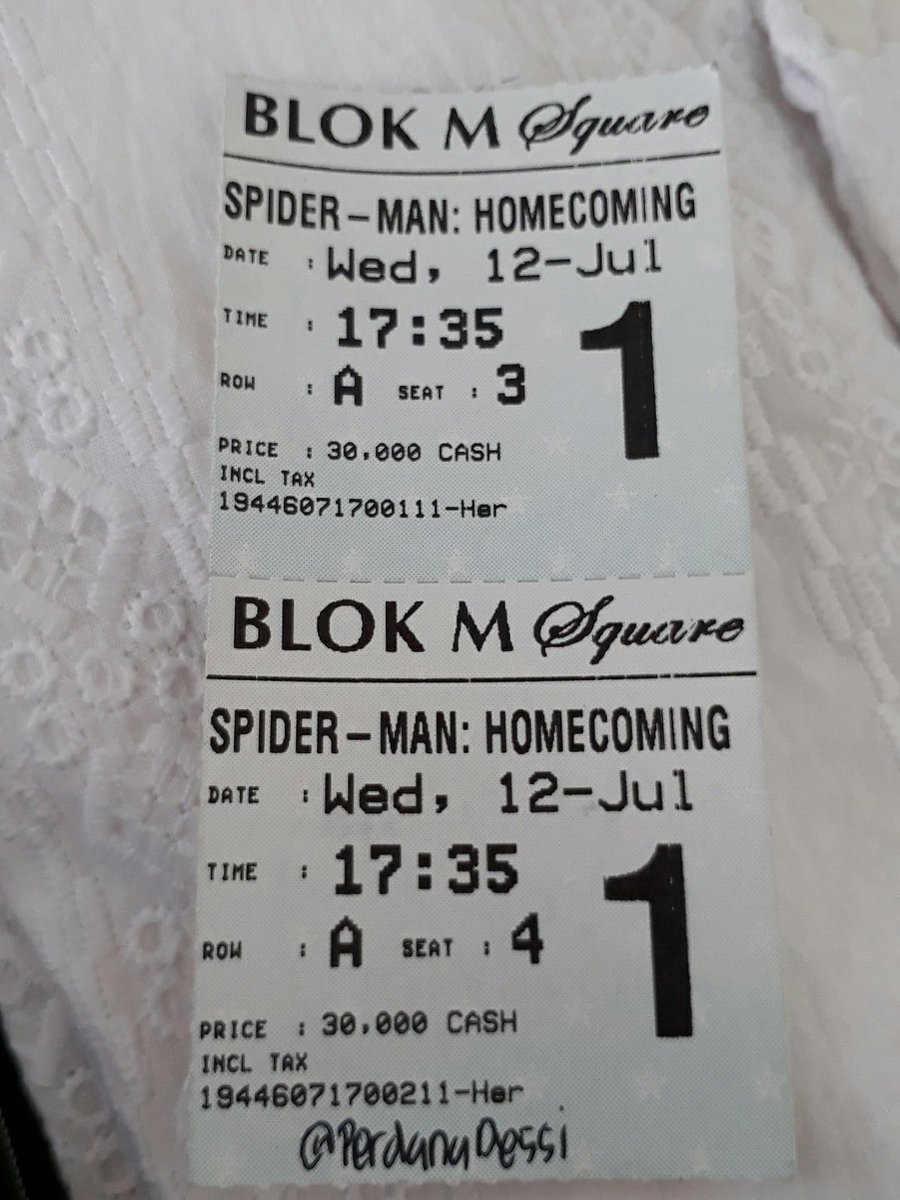 BLOK M Square
SPIDER-MAN: HOMECOMING
DATE : Wed, 12-Jul
TIME : 17:35
1
ROW : A SEAT : 3
PRICE : 30,000 CASH
INCL TAX
19446071700111-Her
BLOK M Square
SPIDER-MAN: HOMECOMING
DATE : Wed, 12-Jul
TIME : 17:35
1
ROW : A SEAT : 4
PRICE : 30,000 CASH
INCL TAX
19446071700211-Her
@PerdanaDessi